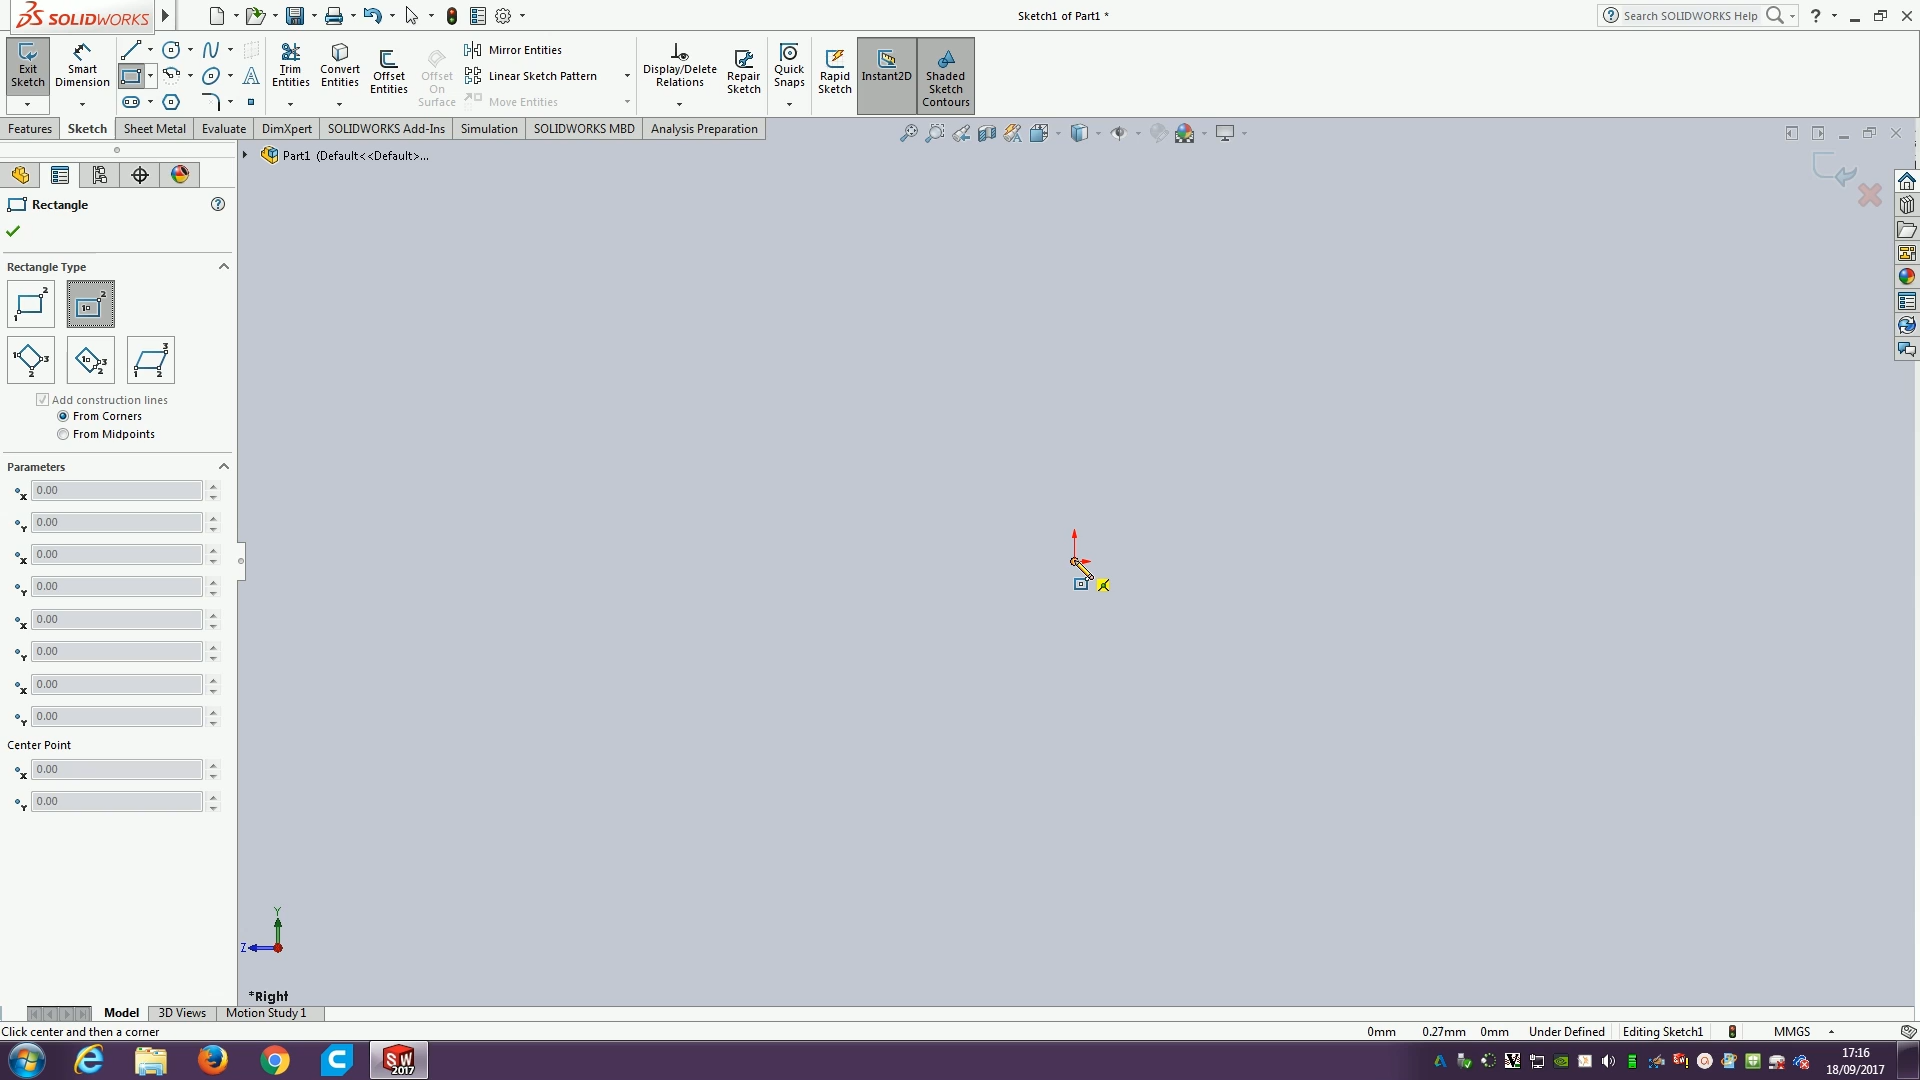 SOLIDWORKS
Sketch1 of Part1 *
Search SOLIDWORKS Help
?
Exit Sketch
Smart Dimension
Trim Entities
Convert Entities
Offset Entities
Offset On Surface
Mirror Entities
Linear Sketch Pattern
Move Entities
Display/Delete Relations
Repair Sketch
Quick Snaps
Rapid Sketch
Instant2D
Shaded Sketch Contours
Features
Sketch
Sheet Metal
Evaluate
DimXpert
SOLIDWORKS Add-Ins
Simulation
SOLIDWORKS MBD
Analysis Preparation
Part1 (Default<<Default>...
Rectangle
Rectangle Type
Add construction lines
From Corners
From Midpoints
Parameters
X 0.00
Y 0.00
X 0.00
Y 0.00
X 0.00
Y 0.00
X 0.00
Y 0.00
Center Point
X 0.00
Y 0.00
Y
Z
*Right
Model
3D Views
Motion Study 1
Click center and then a corner
0mm
0.27mm
0mm
Under Defined
Editing Sketch1
MMGS
SW 2017
17:16
18/09/2017